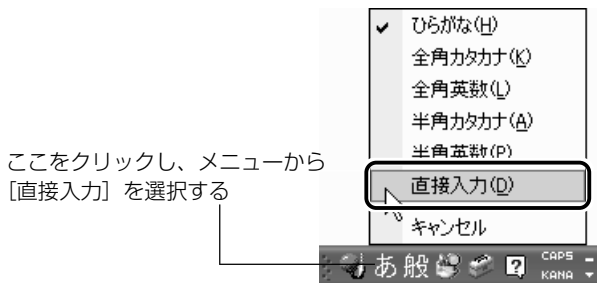 ひらがな(H)
全角カタカナ(K)
全角英数(L)
半角カタカナ(A)
半角英数(P)
直接入力(D)
キャンセル
ここをクリックし、メニューから
[直接入力]を選択する
あ 般 ? CAPS
KANA